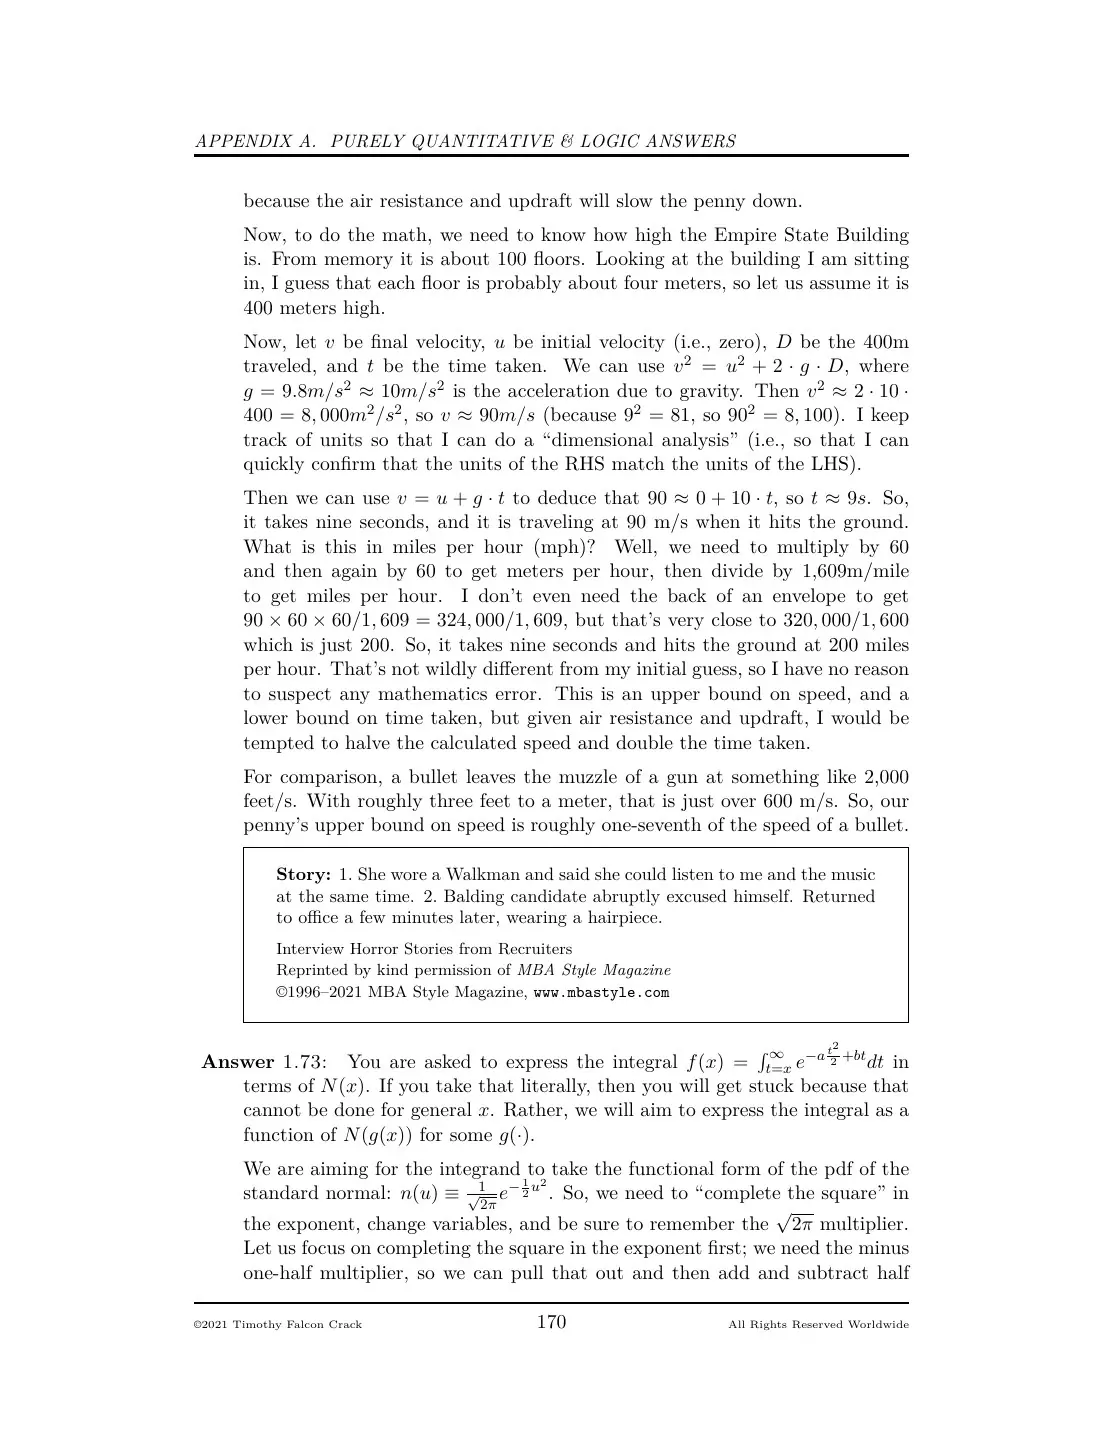 APPENDIX A. PURELY QUANTITATIVE & LOGIC ANSWERS
because the air resistance and updraft will slow the penny down.
Now, to do the math, we need to know how high the Empire State Building
is. From memory it is about 100 floors. Looking at the building I am sitting
in, I guess that each floor is probably about four meters, so let us assume it is
400 meters high.
Now, let v be final velocity, u be initial velocity (i.e., zero), D be the 400m
traveled, and t be the time taken. We can use v² = u² + 2 · g · D, where
g = 9.8m/s² ≈ 10m/s² is the acceleration due to gravity. Then v² ≈ 2 · 10 ·
400 = 8,000m²/s², so v ≈ 90m/s (because 9² = 81, so 90² = 8,100). I keep
track of units so that I can do a “dimensional analysis” (i.e., so that I can
quickly confirm that the units of the RHS match the units of the LHS).
Then we can use v = u + g · t to deduce that 90 ≈ 0 + 10 · t, so t ≈ 9s. So,
it takes nine seconds, and it is traveling at 90 m/s when it hits the ground.
What is this in miles per hour (mph)? Well, we need to multiply by 60
and then again by 60 to get meters per hour, then divide by 1,609m/mile
to get miles per hour. I don’t even need the back of an envelope to get
90 × 60 × 60/1,609 = 324,000/1,609, but that’s very close to 320,000/1,600
which is just 200. So, it takes nine seconds and hits the ground at 200 miles
per hour. That’s not wildly different from my initial guess, so I have no reason
to suspect any mathematics error. This is an upper bound on speed, and a
lower bound on time taken, but given air resistance and updraft, I would be
tempted to halve the calculated speed and double the time taken.
For comparison, a bullet leaves the muzzle of a gun at something like 2,000
feet/s. With roughly three feet to a meter, that is just over 600 m/s. So, our
penny’s upper bound on speed is roughly one-seventh of the speed of a bullet.
Story: 1. She wore a Walkman and said she could listen to me and the music
at the same time. 2. Balding candidate abruptly excused himself. Returned
to office a few minutes later, wearing a hairpiece.
Interview Horror Stories from Recruiters
Reprinted by kind permission of MBA Style Magazine
©1996–2021 MBA Style Magazine, www.mbastyle.com
Answer 1.73: You are asked to express the integral f(x) = ∫_{t=x}^{∞} e^{−a t²/2 + bt} dt in
terms of N(x). If you take that literally, then you will get stuck because that
cannot be done for general x. Rather, we will aim to express the integral as a
function of N(g(x)) for some g(·).
We are aiming for the integrand to take the functional form of the pdf of the
standard normal: n(u) ≡ 1/√2π e^{−½u²}. So, we need to “complete the square” in
the exponent, change variables, and be sure to remember the √2π multiplier.
Let us focus on completing the square in the exponent first; we need the minus
one-half multiplier, so we can pull that out and then add and subtract half
©2021 Timothy Falcon Crack 170 All Rights Reserved Worldwide